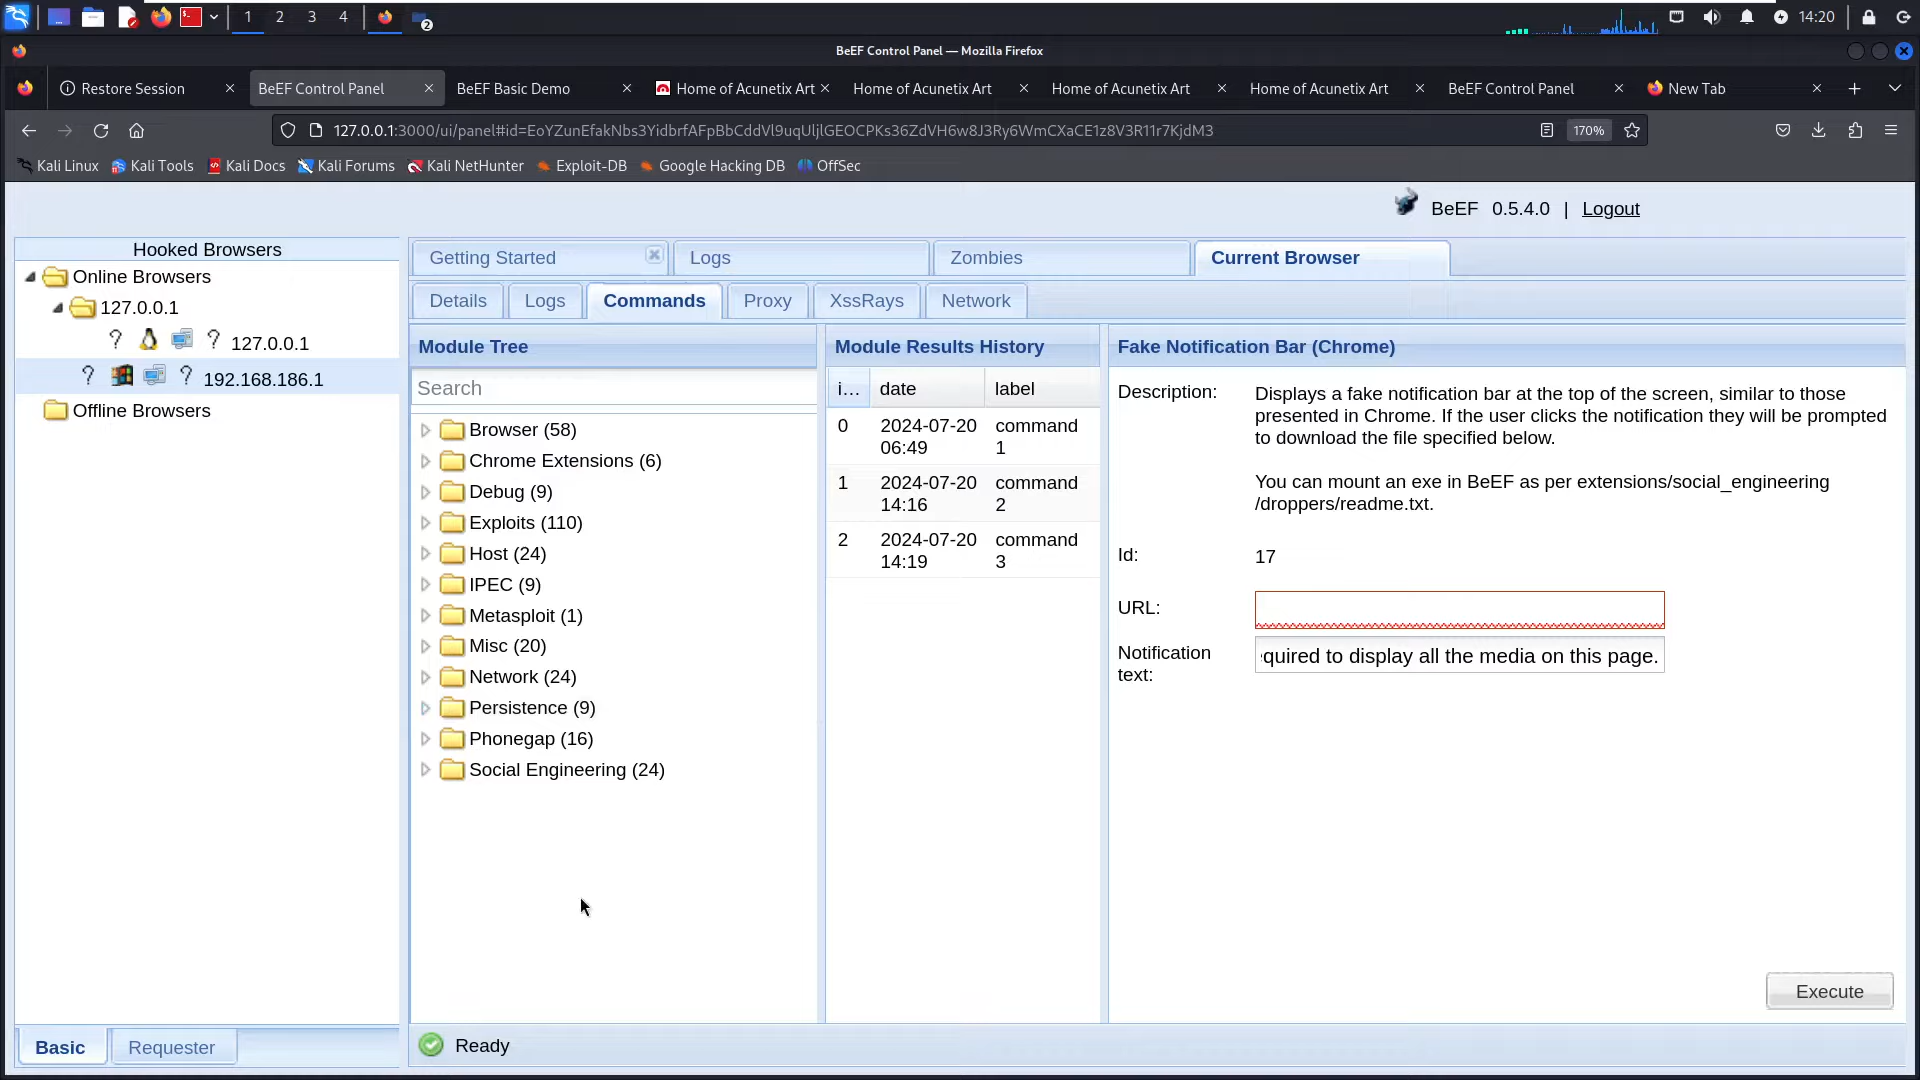 1 2 3 4 2 14:20
BeEF Control Panel — Mozilla Firefox
Restore Session BeEF Control Panel BeEF Basic Demo Home of Acunetix Art Home of Acunetix Art Home of Acunetix Art Home of Acunetix Art BeEF Control Panel New Tab
127.0.0.1:3000/ui/panel#id=EoYZunEfakNbs3YidbrfAFpBbCddVl9uqUljlGEOCPKs36ZdVH6w8J3Ry6WmCXaCE1z8V3R11r7KjdM3 170%
Kali Linux Kali Tools Kali Docs Kali Forums Kali NetHunter Exploit-DB Google Hacking DB OffSec
BeEF 0.5.4.0 | Logout
Hooked Browsers
Online Browsers
127.0.0.1
? ? 127.0.0.1
? ? 192.168.186.1
Offline Browsers
Basic Requester
Getting Started Logs Zombies Current Browser
Details Logs Commands Proxy XssRays Network
Module Tree
Search
Browser (58)
Chrome Extensions (6)
Debug (9)
Exploits (110)
Host (24)
IPEC (9)
Metasploit (1)
Misc (20)
Network (24)
Persistence (9)
Phonegap (16)
Social Engineering (24)
Module Results History
i... date label
0 2024-07-20 command
06:49 1
1 2024-07-20 command
14:16 2
2 2024-07-20 command
14:19 3
Fake Notification Bar (Chrome)
Description: Displays a fake notification bar at the top of the screen, similar to those
presented in Chrome. If the user clicks the notification they will be prompted
to download the file specified below.
You can mount an exe in BeEF as per extensions/social_engineering
/droppers/readme.txt.
Id: 17
URL:
Notification
text:
quired to display all the media on this page.
Execute
Ready